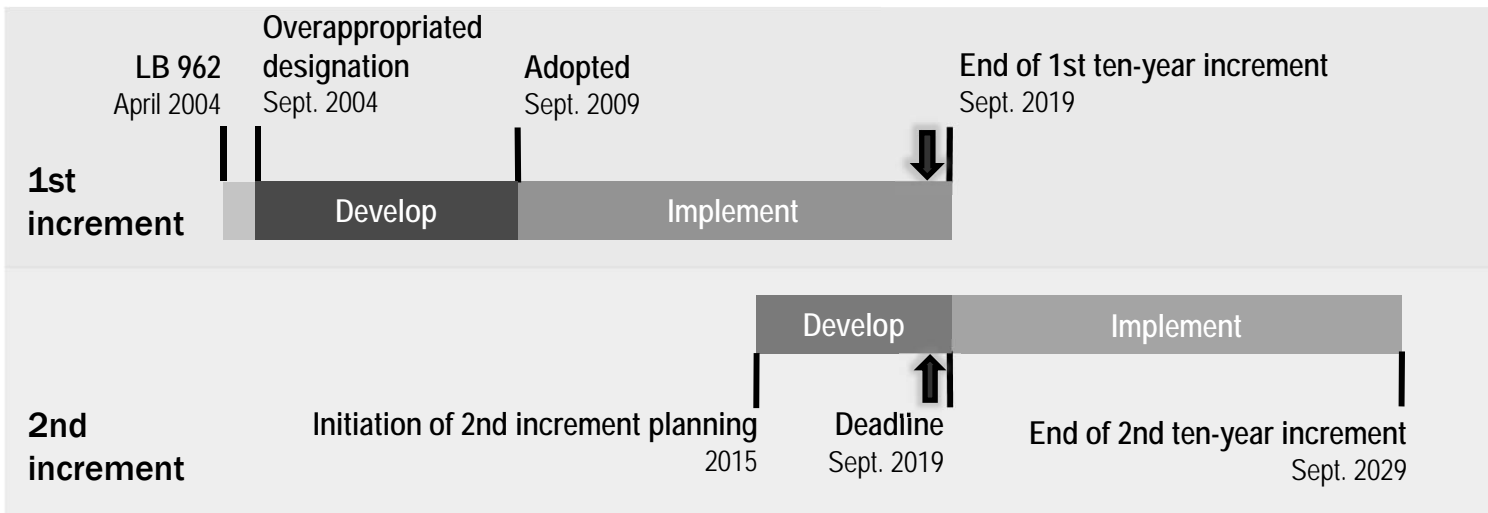 Overappropriated
designation
Sept. 2004
LB 962
April 2004
Adopted
Sept. 2009
End of 1st ten-year increment
Sept. 2019
1st
increment
Develop
Implement
Develop
Implement
2nd
increment
Initiation of 2nd increment planning
2015
Deadline
Sept. 2019
End of 2nd ten-year increment
Sept. 2029